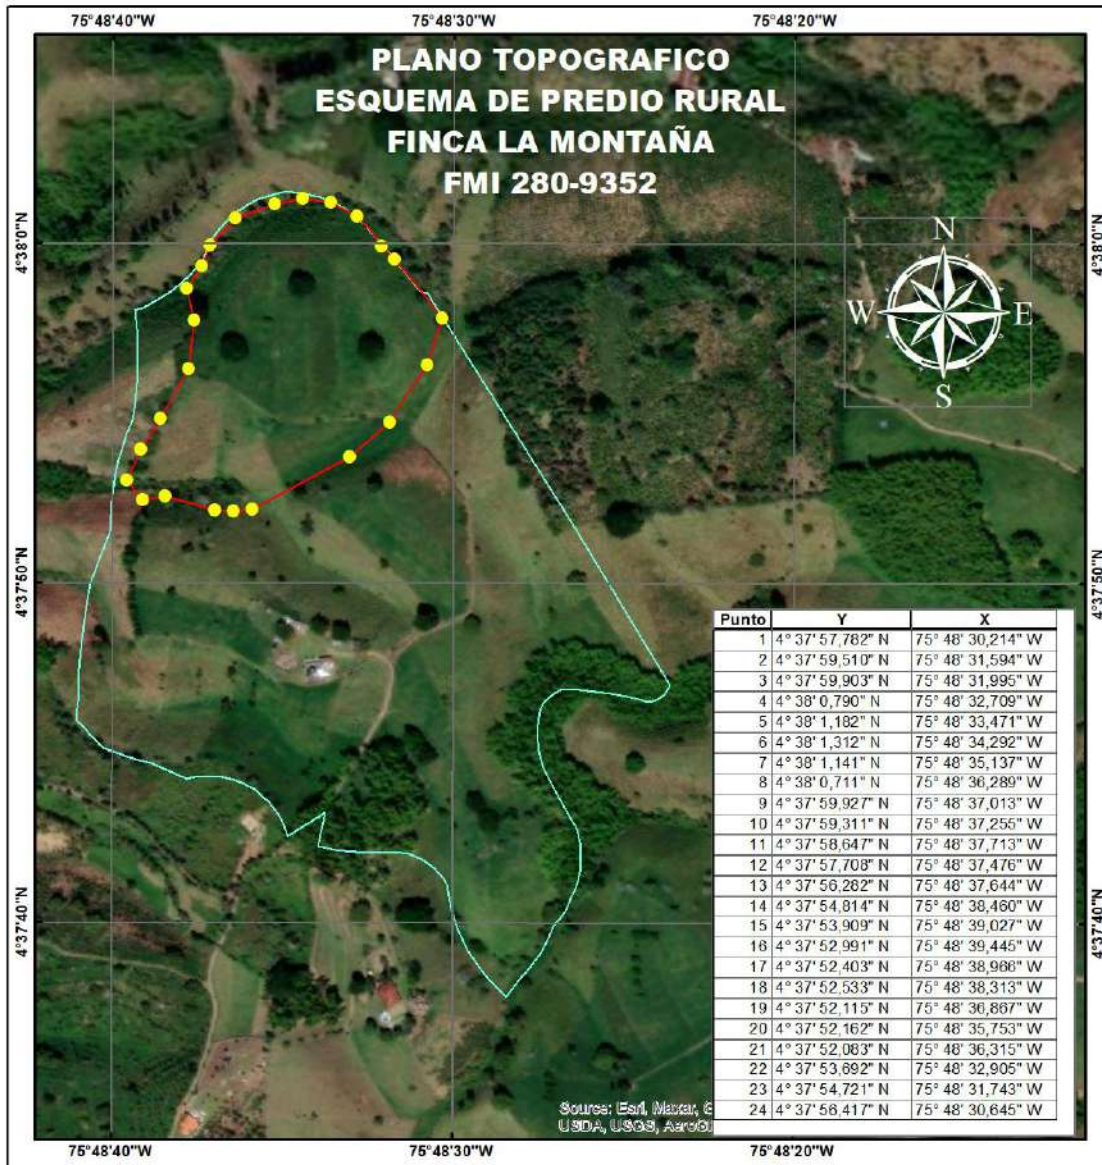 75°48'40"W 75°48'30"W 75°48'20"W
PLANO TOPOGRAFICO
ESQUEMA DE PREDIO RURAL
FINCA LA MONTAÑA
FMI 280-9352
4°38'0"N 4°38'0"N
N
W E
S
4°37'50"N 4°37'50"N
Punto Y X
1 4° 37' 57,782" N 75° 48' 30,214" W
2 4° 37' 59,510" N 75° 48' 31,594" W
3 4° 37' 59,903" N 75° 48' 31,995" W
4 4° 38' 0,790" N 75° 48' 32,709" W
5 4° 38' 1,182" N 75° 48' 33,471" W
6 4° 38' 1,312" N 75° 48' 34,292" W
7 4° 38' 1,141" N 75° 48' 35,137" W
8 4° 38' 0,711" N 75° 48' 36,289" W
9 4° 37' 59,927" N 75° 48' 37,013" W
10 4° 37' 59,311" N 75° 48' 37,255" W
11 4° 37' 58,647" N 75° 48' 37,713" W
12 4° 37' 57,708" N 75° 48' 37,476" W
13 4° 37' 56,282" N 75° 48' 37,644" W
14 4° 37' 54,814" N 75° 48' 38,460" W
15 4° 37' 53,909" N 75° 48' 39,027" W
16 4° 37' 52,991" N 75° 48' 39,445" W
17 4° 37' 52,403" N 75° 48' 38,966" W
18 4° 37' 52,533" N 75° 48' 38,313" W
19 4° 37' 52,115" N 75° 48' 36,867" W
20 4° 37' 52,162" N 75° 48' 35,753" W
21 4° 37' 52,083" N 75° 48' 36,315" W
22 4° 37' 53,692" N 75° 48' 32,905" W
23 4° 37' 54,721" N 75° 48' 31,743" W
24 4° 37' 56,417" N 75° 48' 30,645" W
4°37'40"N 4°37'40"N
Source: Esri, Maxar,
USDA, USGS,
75°48'40"W 75°48'30"W 75°48'20"W